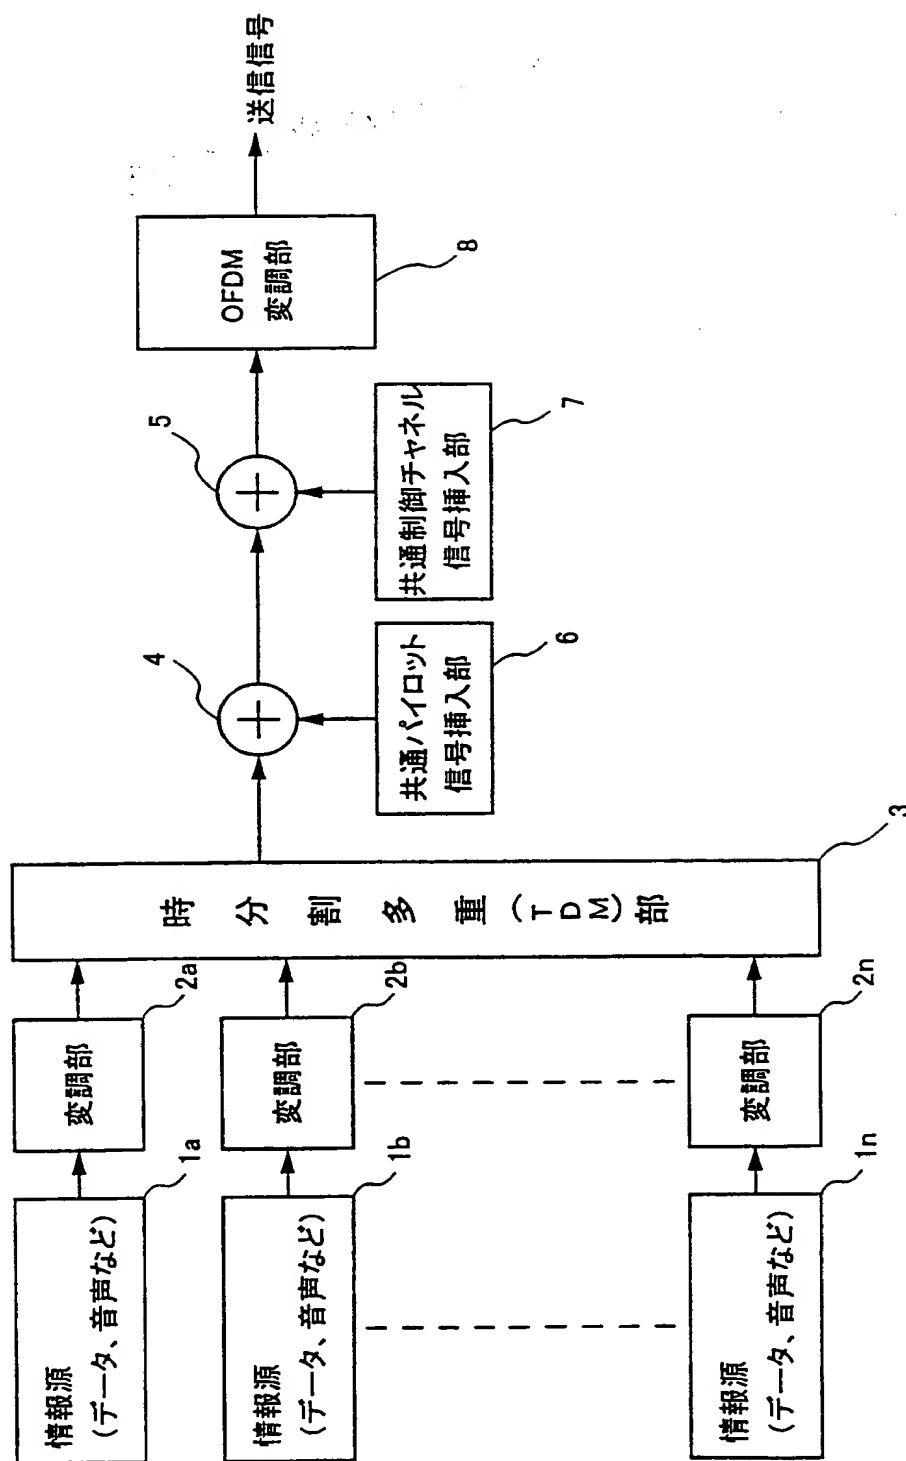 情報源
(データ、音声など)
1a
変調部
2a
情報源
(データ、音声など)
1b
変調部
2b
情報源
(データ、音声など)
1n
変調部
2n
時分割多重(TDM)部
3
4
共通パイロット
信号挿入部
6
5
共通制御チャネル
信号挿入部
7
OFDM
変調部
8
送信信号